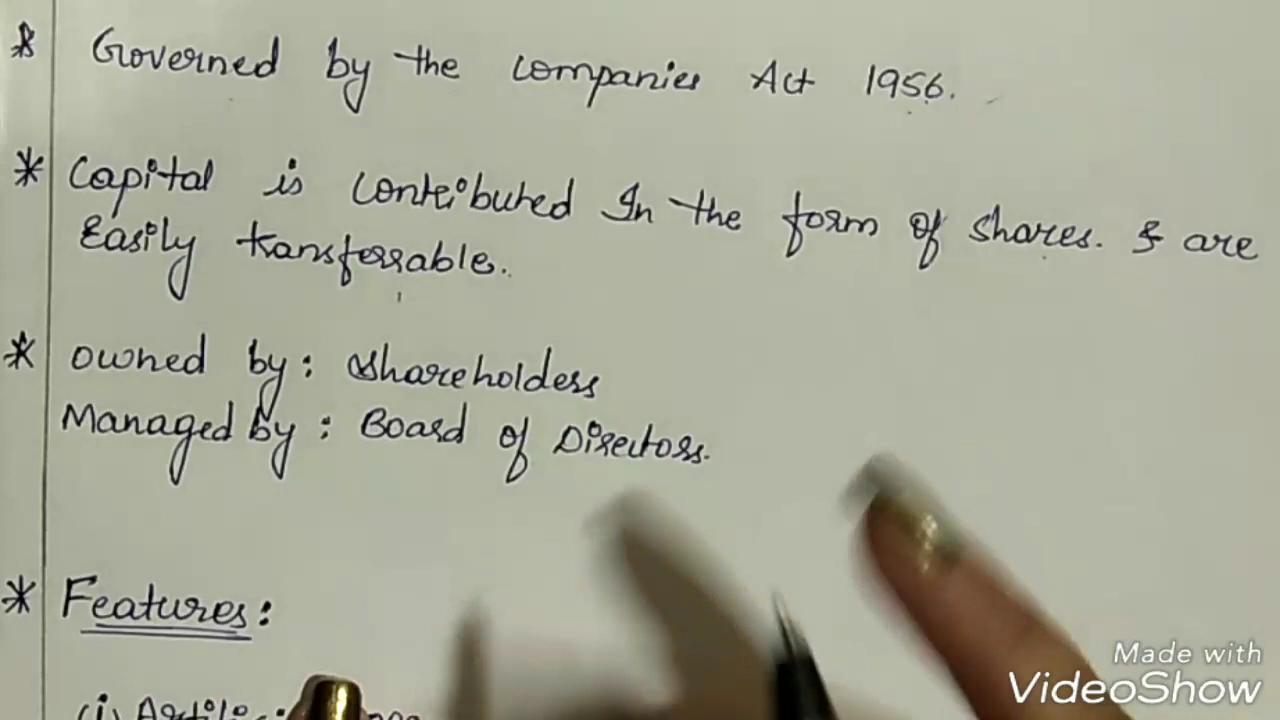 * Governed by the companies Act 1956.
* Capital is contributed In the form of shares. & are
Easily transferrable.
* owned by: shareholders
Managed by: Board of Directors.
* Features:
(i)
Made with
VideoShow